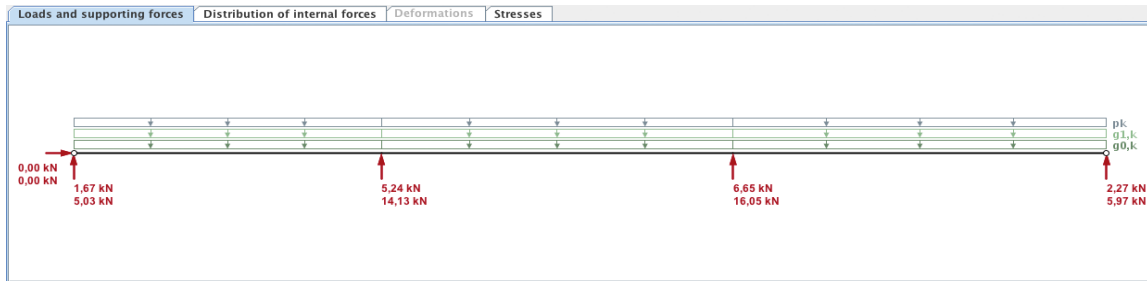 Loads and supporting forces Distribution of internal forces Deformations Stresses
pk
g1,k
g0,k
0,00 kN
0,00 kN
1,67 kN
5,03 kN
5,24 kN
14,13 kN
6,65 kN
16,05 kN
2,27 kN
5,97 kN